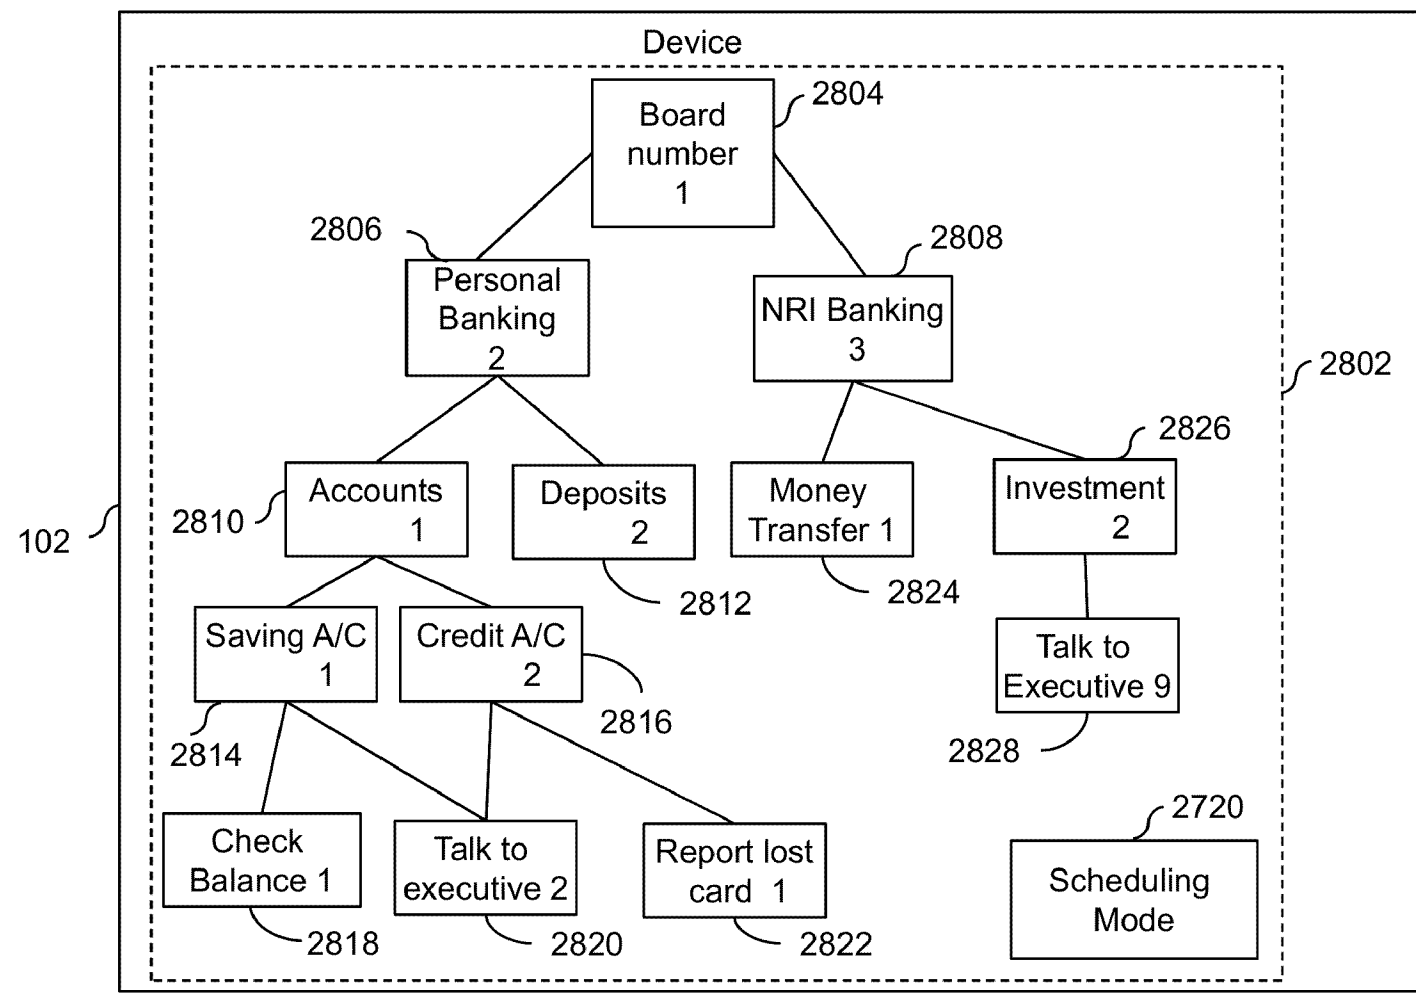 Device
2804
Board
number
1
2806
2808
Personal
Banking
2
NRI Banking
3
2802
2826
Accounts
1
2810
Deposits
2
Money
Transfer 1
Investment
2
102
2812
2824
Saving A/C
1
Credit A/C
2
Talk to
Executive 9
2814
2816
2828
2720
Check
Balance 1
Talk to
executive 2
Report lost
card 1
Scheduling
Mode
2818
2820
2822